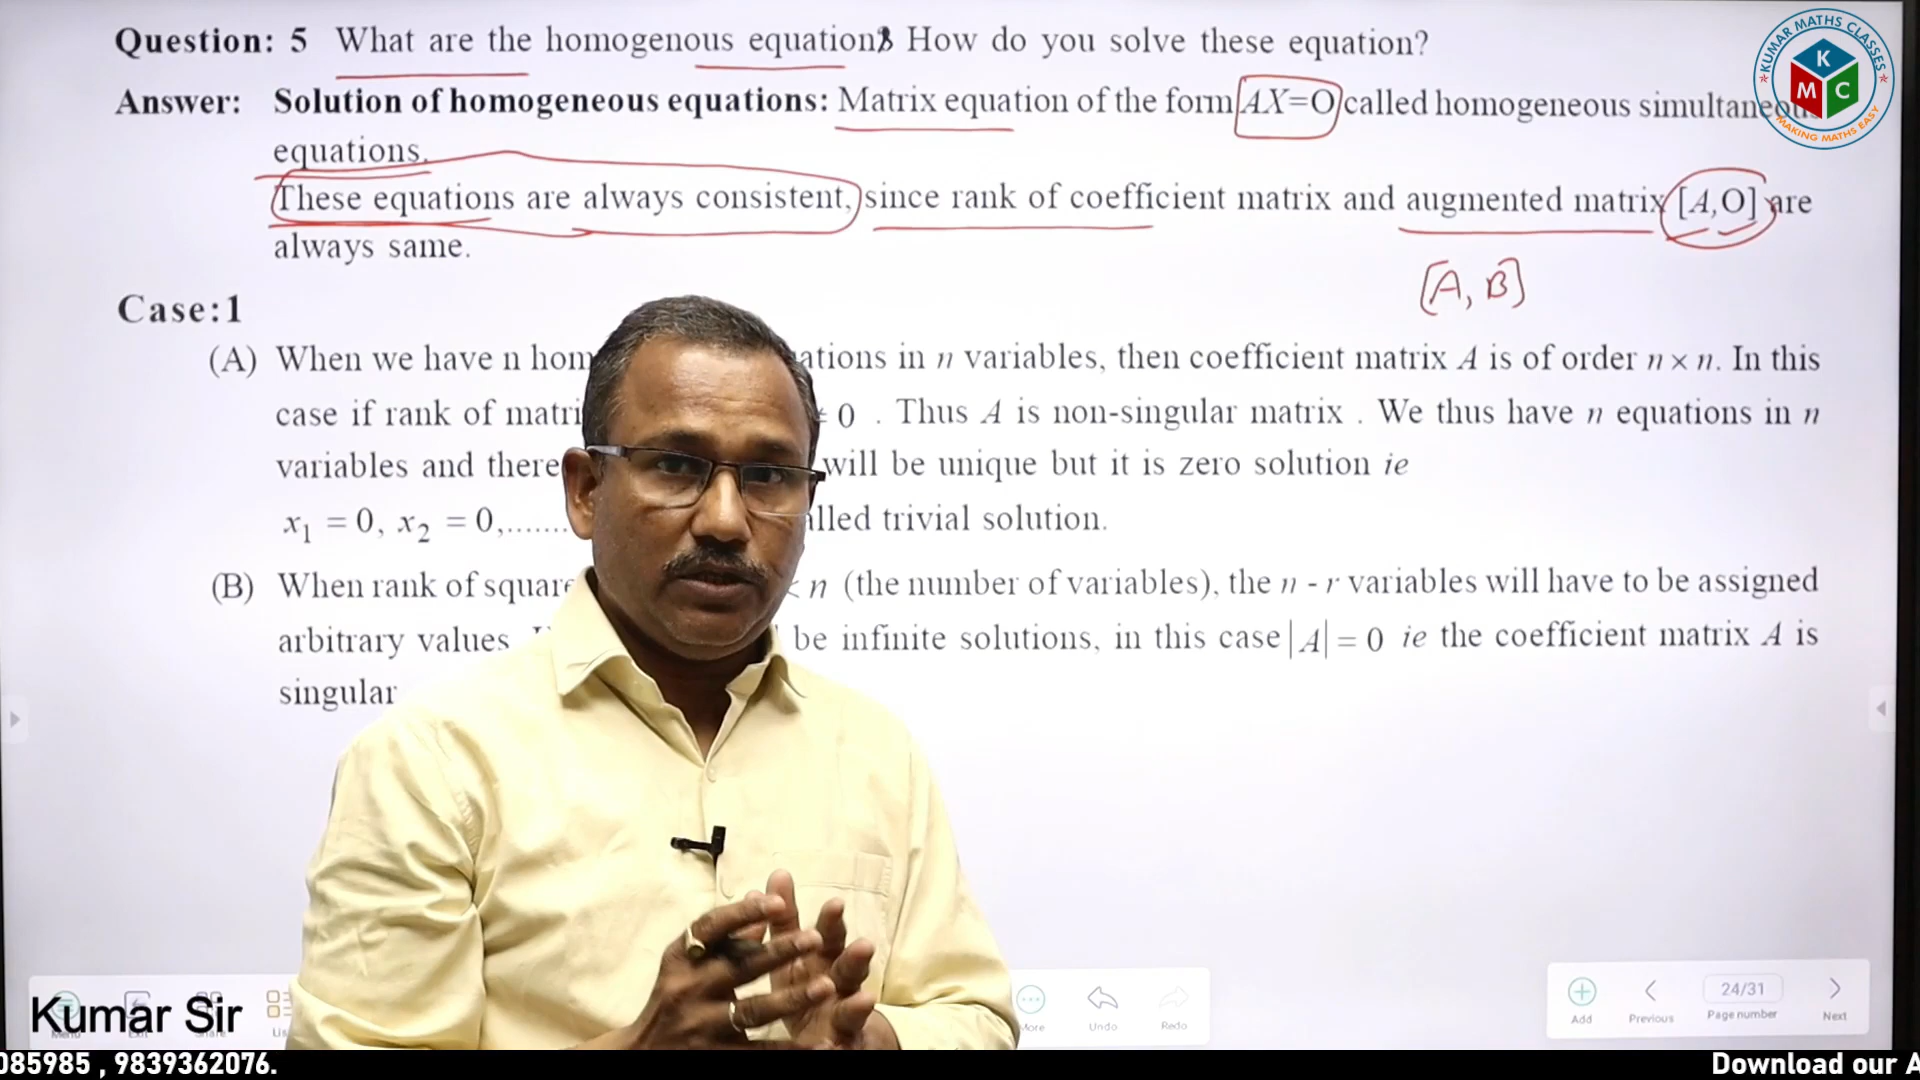 Question: 5 What are the homogenous equation? How do you solve these equation?
Answer: Solution of homogeneous equations: Matrix equation of the form AX=O called homogeneous simultaneous
equations.
These equations are always consistent, since rank of coefficient matrix and augmented matrix [A,O] are
always same.
[A, B]
Case:1
(A) When we have n hom ations in n variables, then coefficient matrix A is of order n × n. In this
case if rank of matri 0 . Thus A is non-singular matrix . We thus have n equations in n
variables and there will be unique but it is zero solution ie
x₁ = 0, x₂ = 0,....... lled trivial solution.
(B) When rank of square < n (the number of variables), the n - r variables will have to be assigned
arbitrary values. be infinite solutions, in this case |A| = 0 ie the coefficient matrix A is
singular
KUMAR MATHS CLASSES
K
M C
MAKING MATHS EASY
Kumar Sir
More Undo Redo
Add Previous 24/31 Page number Next
085985 , 9839362076.
Download our A